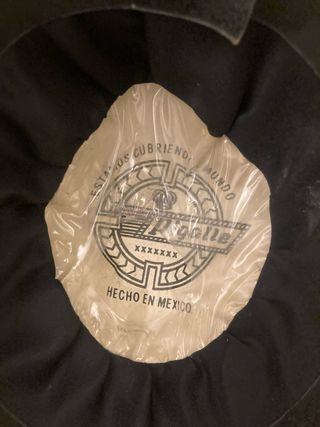 ESTAMOS CUBRIENDO MUNDO
XXXXXXX
HECHO EN MEXICO